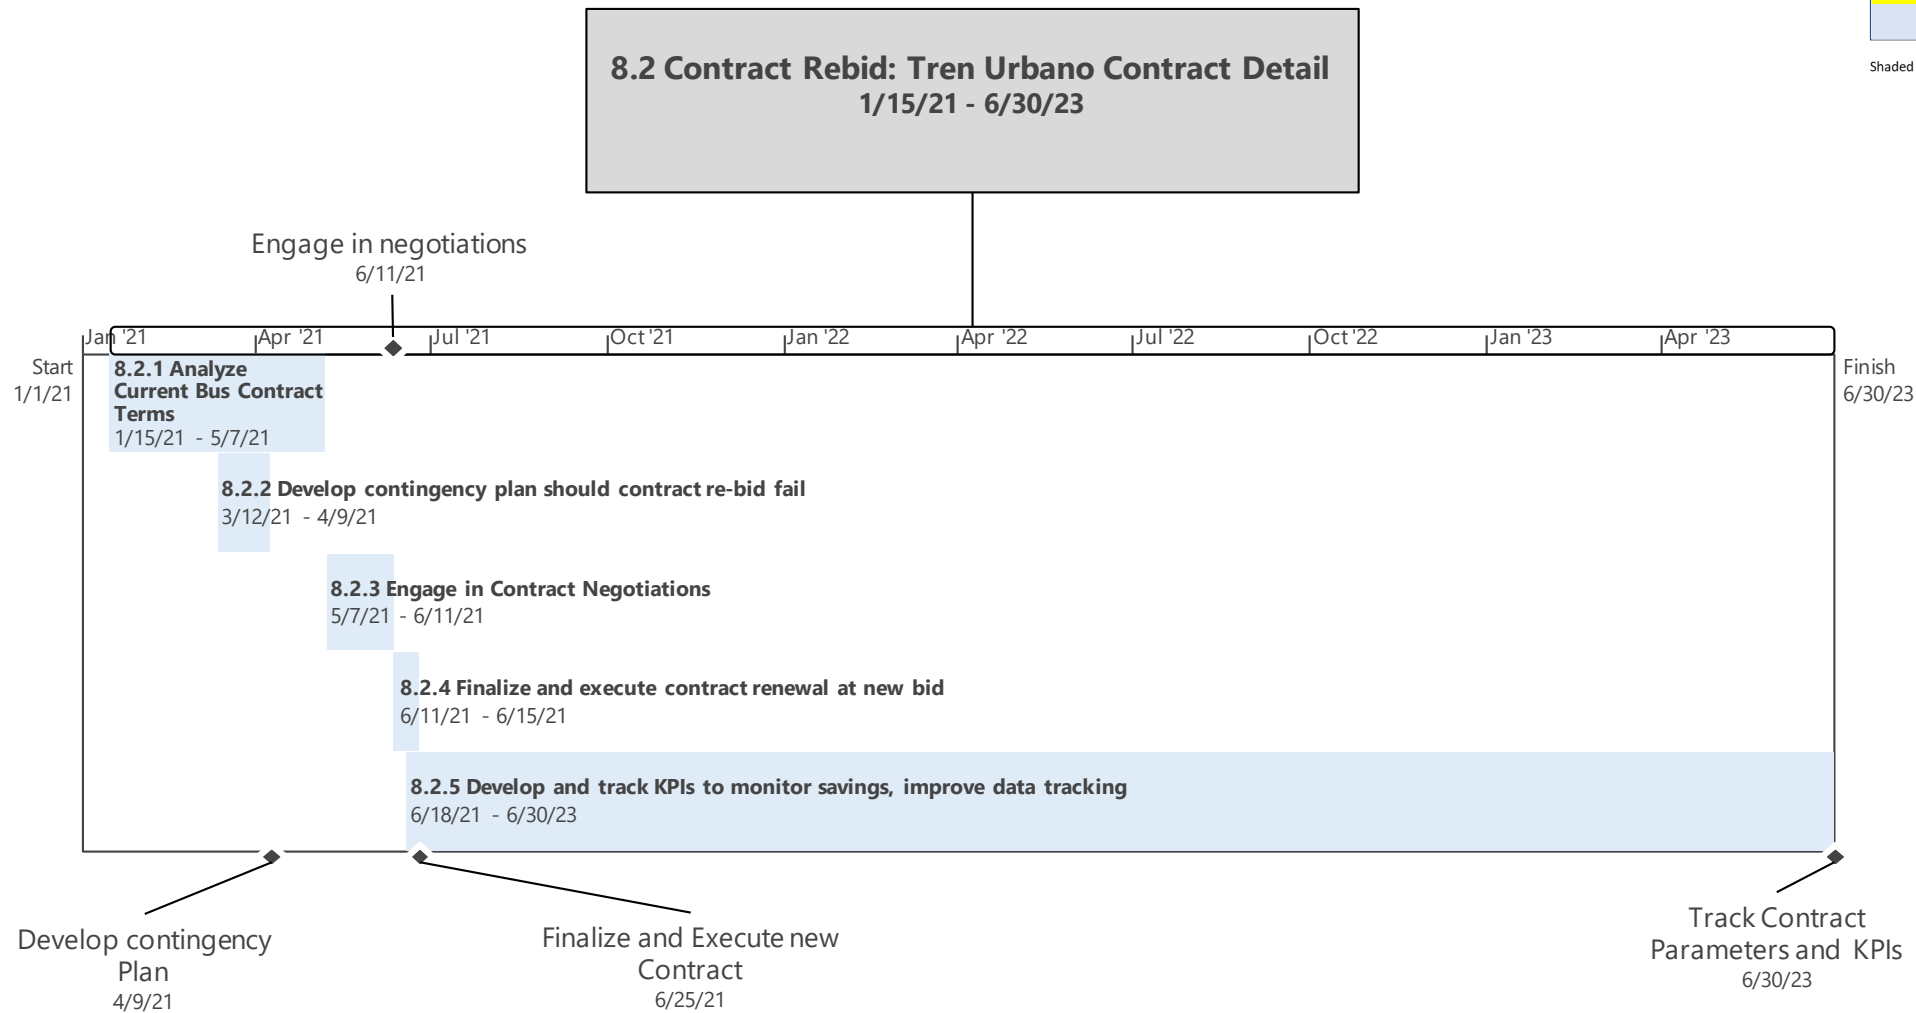 8.2 Contract Rebid: Tren Urbano Contract Detail
1/15/21 - 6/30/23
Shaded
Engage in negotiations
6/11/21
Jan '21
Apr '21
Jul '21
Oct '21
Jan '22
Apr '22
Jul '22
Oct '22
Jan '23
Apr '23
Start
1/1/21
Finish
6/30/23
8.2.1 Analyze
Current Bus Contract
Terms
1/15/21 - 5/7/21
8.2.2 Develop contingency plan should contract re-bid fail
3/12/21 - 4/9/21
8.2.3 Engage in Contract Negotiations
5/7/21 - 6/11/21
8.2.4 Finalize and execute contract renewal at new bid
6/11/21 - 6/15/21
8.2.5 Develop and track KPIs to monitor savings, improve data tracking
6/18/21 - 6/30/23
Develop contingency
Plan
4/9/21
Finalize and Execute new
Contract
6/25/21
Track Contract
Parameters and KPIs
6/30/23